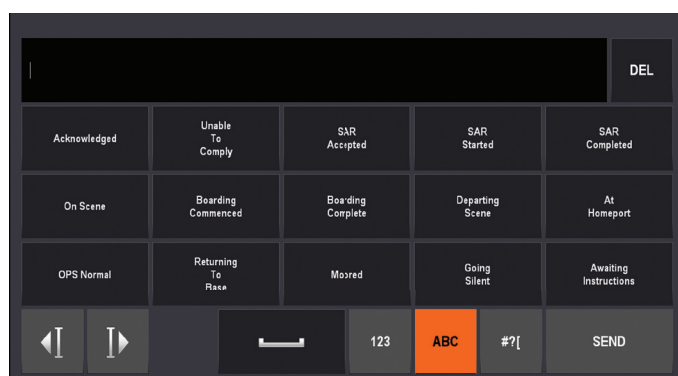 DEL
Acknowledged
Unable
To
Comply
SAR
Accepted
SAR
Started
SAR
Completed
On Scene
Boarding
Commenced
Boarding
Complete
Departing
Scene
At
Homeport
OPS Normal
Returning
To
Base
Moored
Going
Silent
Awaiting
Instructions
123
ABC
#?[
SEND